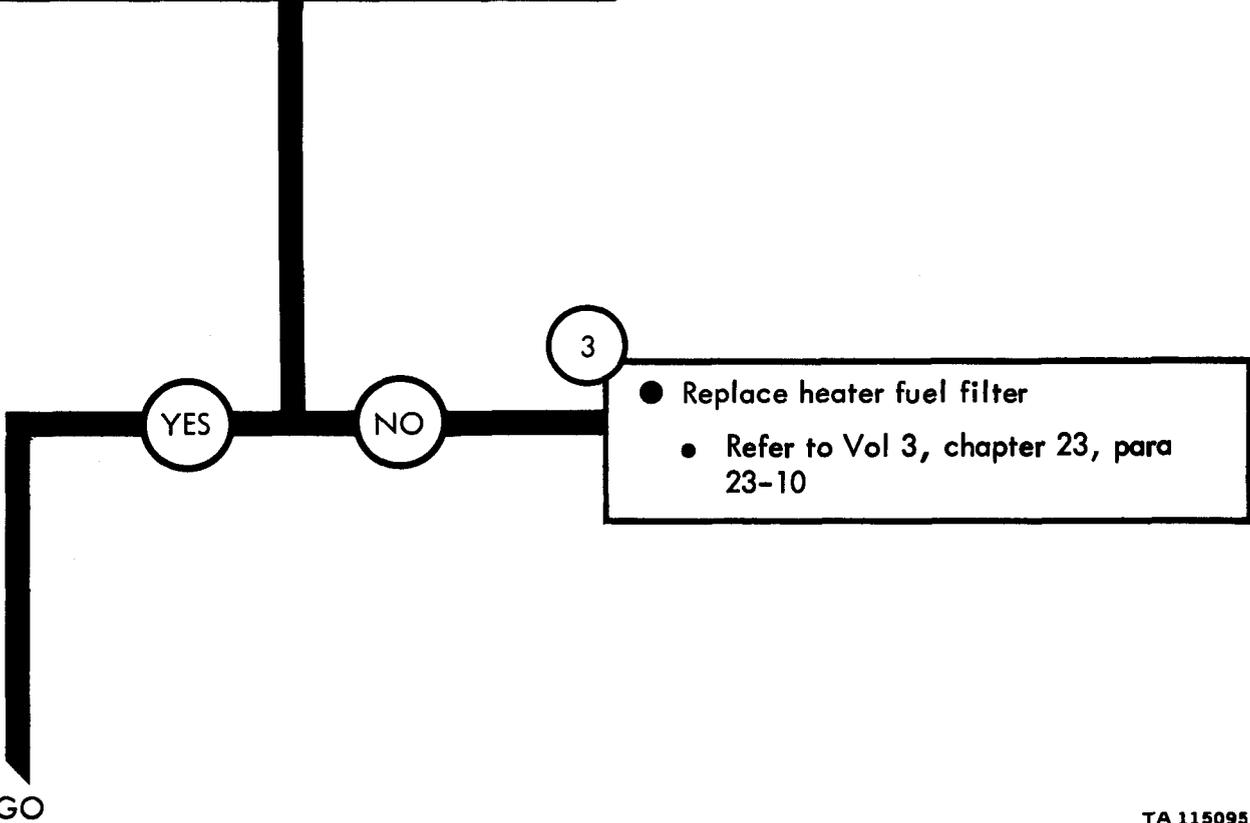 3
● Replace heater fuel filter
YES
NO
● Refer to Vol 3, chapter 23, para
23-10
GO
TA 115095